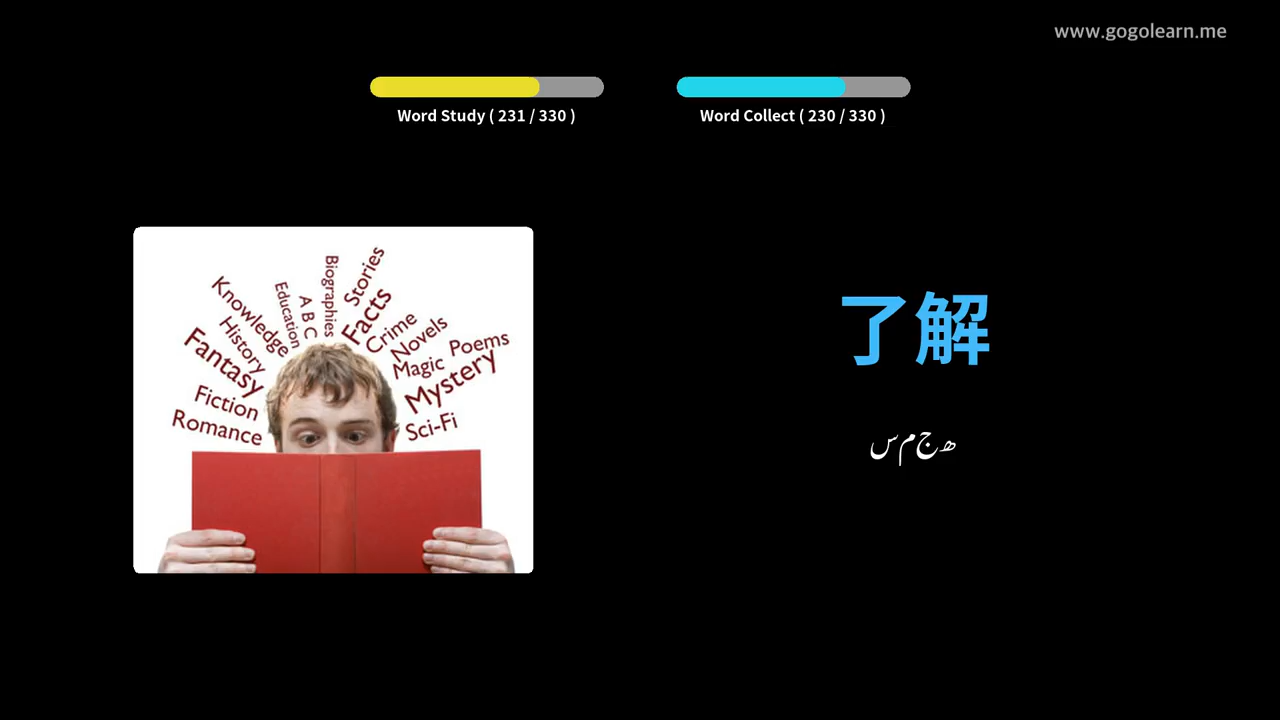 www.gogolearn.me
Word Study ( 231 / 330 )
Word Collect ( 230 / 330 )
Romance
Fiction
Fantasy
History
Knowledge
Education
A B C
Biographies
Stories
Facts
Crime
Novels
Magic
Poems
Mystery
Sci-Fi
了解
ھجمس